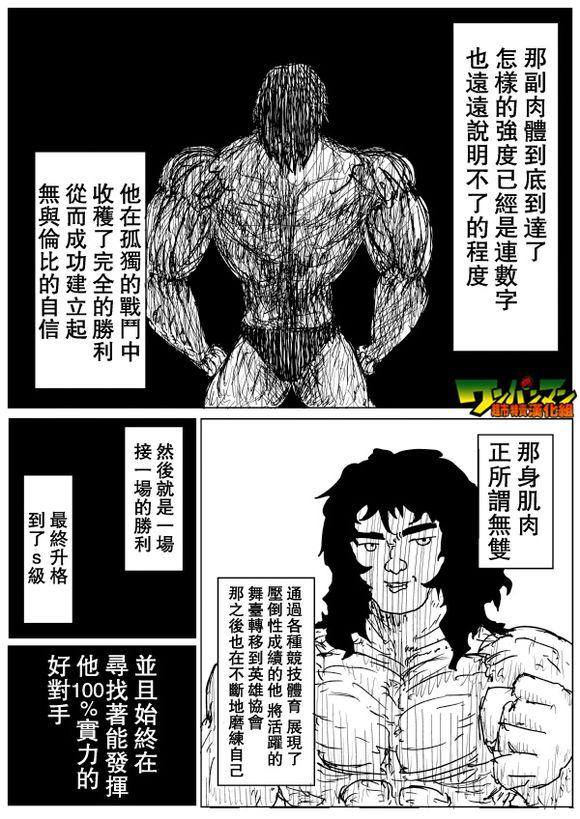 那副肉體到底到達了
怎樣的強度已經是連數字
也遠遠說明不了的程度
他在孤獨的戰鬥中
收穫了完全的勝利
從而成功建立起
無與倫比的自信
ワンパンマン
超市特賣漢化組
那身肌肉
正所謂無雙
通過各種競技體育 展現了
壓倒性成績的他 將活躍的
舞臺轉移到英雄協會
那之後也在不斷地磨練自己
然後就是一場
接一場的勝利
最終升格
到了s級
並且始終在
尋找著能發揮
他100%實力的
好對手